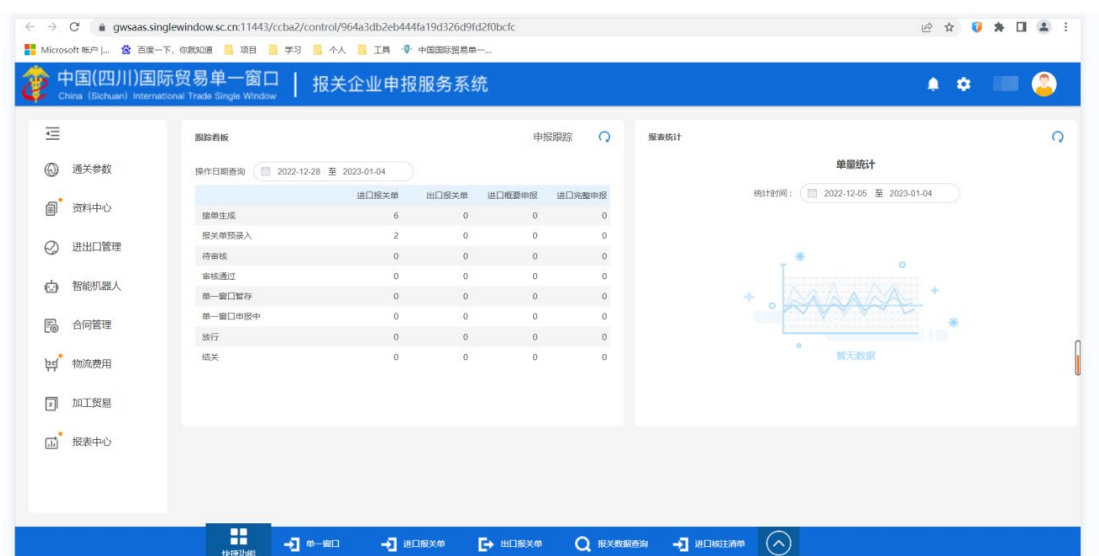 gwsaas.singlewindow.sc.cn:11443/ccba2/control/964a3db2eb444fa19d326d9fd2f0bcfc
Microsoft 帐户 |... 百度一下，你就知道 项目 学习 个人 工具 中国国际贸易单一...
中国(四川)国际贸易单一窗口 报关企业申报服务系统
China (Sichuan) International Trade Single Window
通关参数
资料中心
进出口管理
智能机器人
合同管理
物流费用
加工贸易
报表中心
跟踪看板 申报跟踪
操作日期查询 2022-12-28 至 2023-01-04
进口报关单 出口报关单 进口概要申报 进口完整申报
接单生成 6 0 0 0
报关单预录入 2 0 0 0
待审核 0 0 0 0
审核通过 0 0 0 0
单一窗口暂存 0 0 0 0
单一窗口申报中 0 0 0 0
放行 0 0 0 0
结关 0 0 0 0
报表统计
单量统计
统计时间： 2022-12-05 至 2023-01-04
暂无数据
快捷功能 单一窗口 进口报关单 出口报关单 报关数据查询 进口核注清单